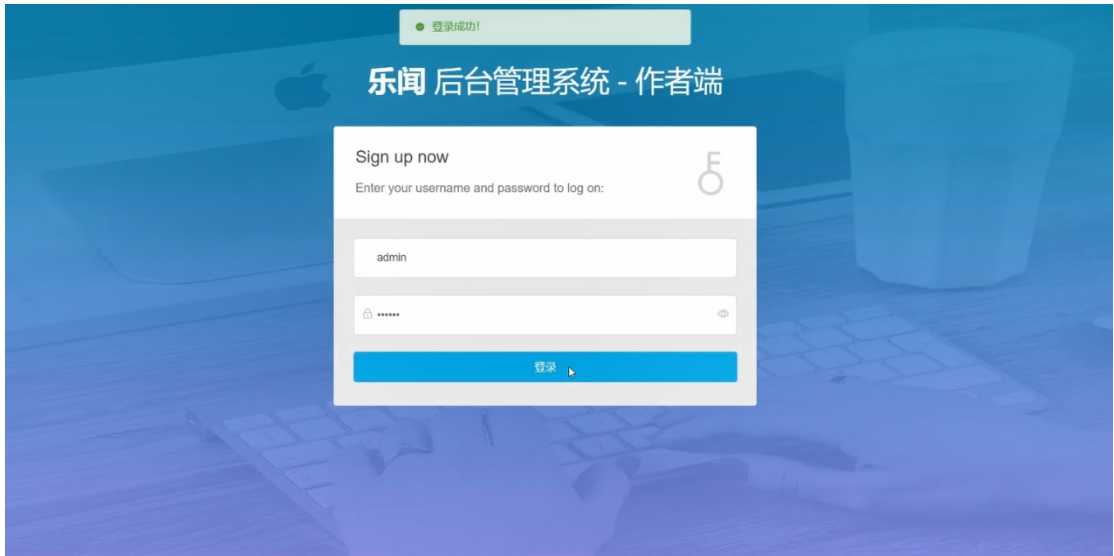 登录成功!
乐闻 后台管理系统 - 作者端
Sign up now
Enter your username and password to log on:
admin
••••••
登录